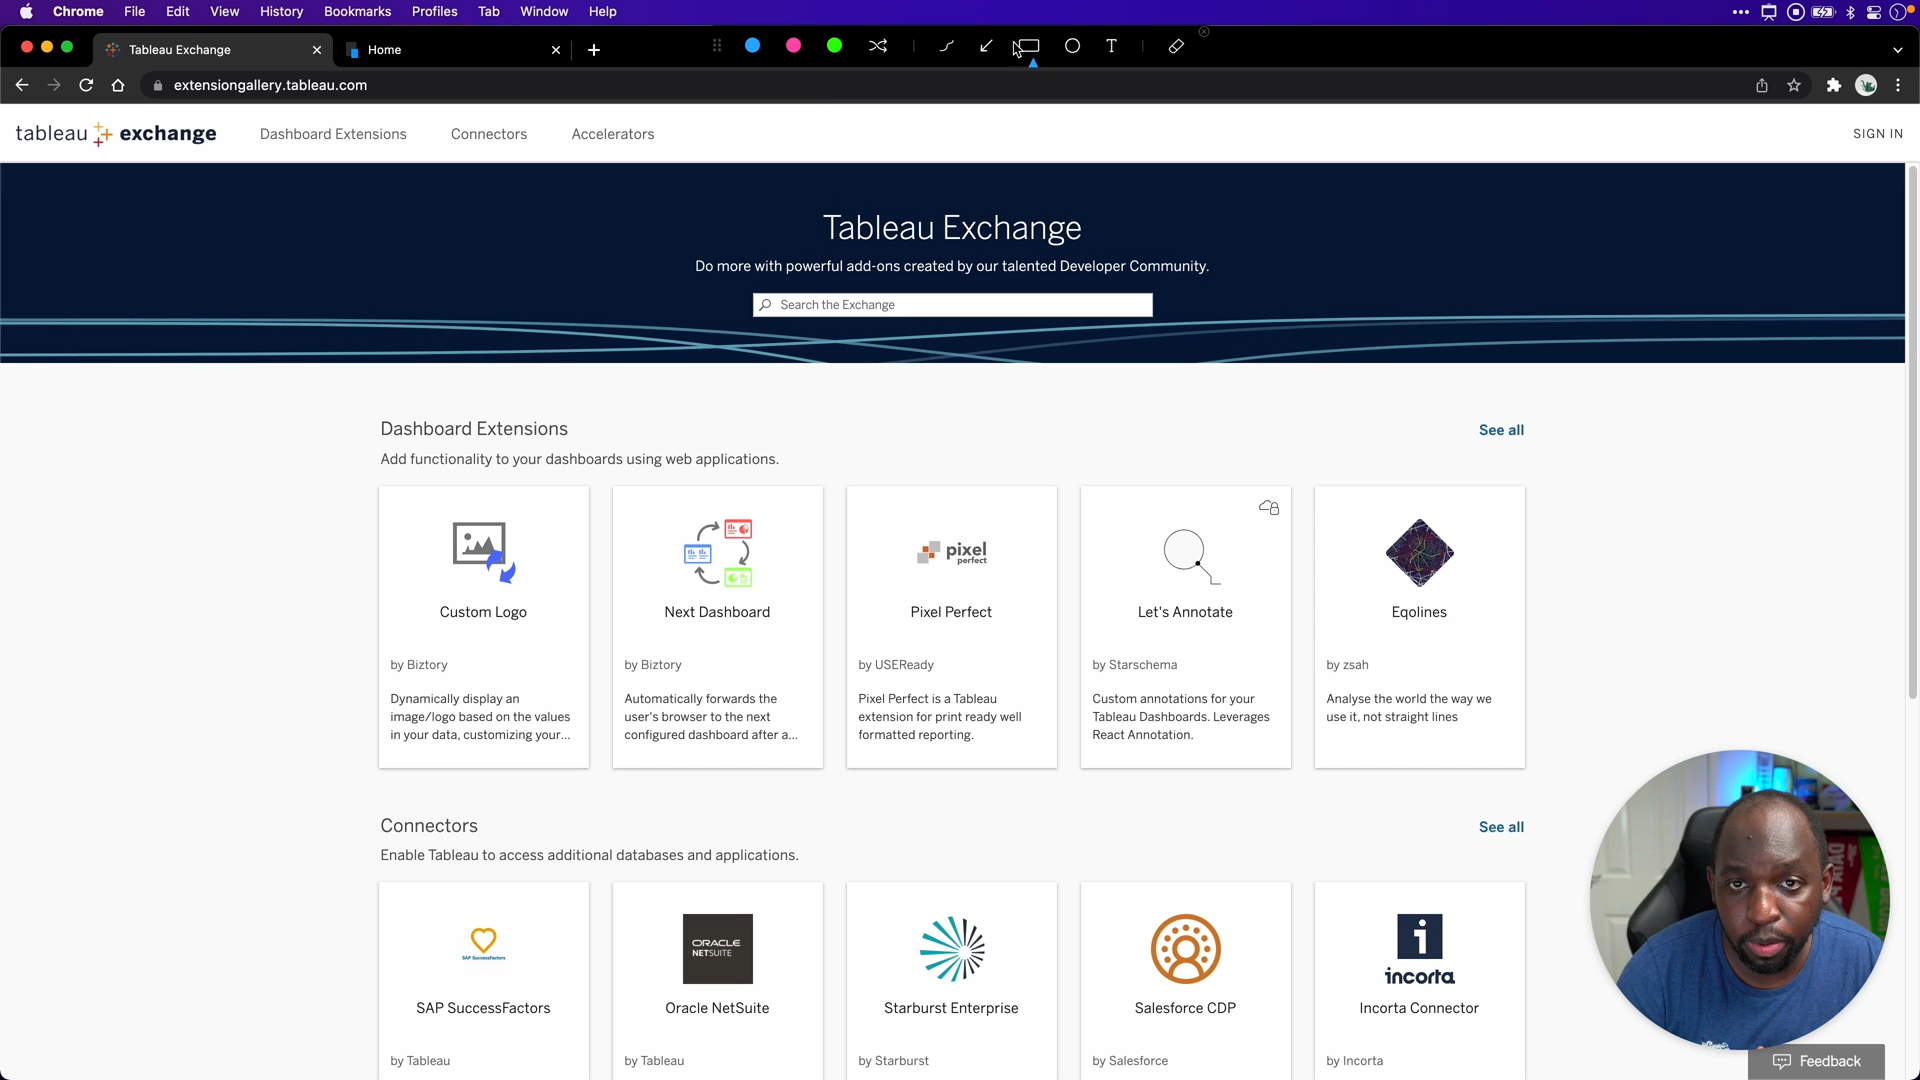 Chrome File Edit View History Bookmarks Profiles Tab Window Help
Tableau Exchange
Home
T
extensiongallery.tableau.com
tableau exchange
Dashboard Extensions
Connectors
Accelerators
SIGN IN
Tableau Exchange
Do more with powerful add-ons created by our talented Developer Community.
Search the Exchange
Dashboard Extensions
See all
Add functionality to your dashboards using web applications.
pixel
perfect
Custom Logo
Next Dashboard
Pixel Perfect
Let's Annotate
Eqolines
by Biztory
by Biztory
by USEReady
by Starschema
by zsah
Dynamically display an
image/logo based on the values
in your data, customizing your...
Automatically forwards the
user's browser to the next
configured dashboard after a...
Pixel Perfect is a Tableau
extension for print ready well
formatted reporting.
Custom annotations for your
Tableau Dashboards. Leverages
React Annotation.
Analyse the world the way we
use it, not straight lines
Connectors
See all
Enable Tableau to access additional databases and applications.
SAP SuccessFactors
ORACLE
NETSUITE
i
incorta
SAP SuccessFactors
Oracle NetSuite
Starburst Enterprise
Salesforce CDP
Incorta Connector
by Tableau
by Tableau
by Starburst
by Salesforce
by Incorta
Feedback